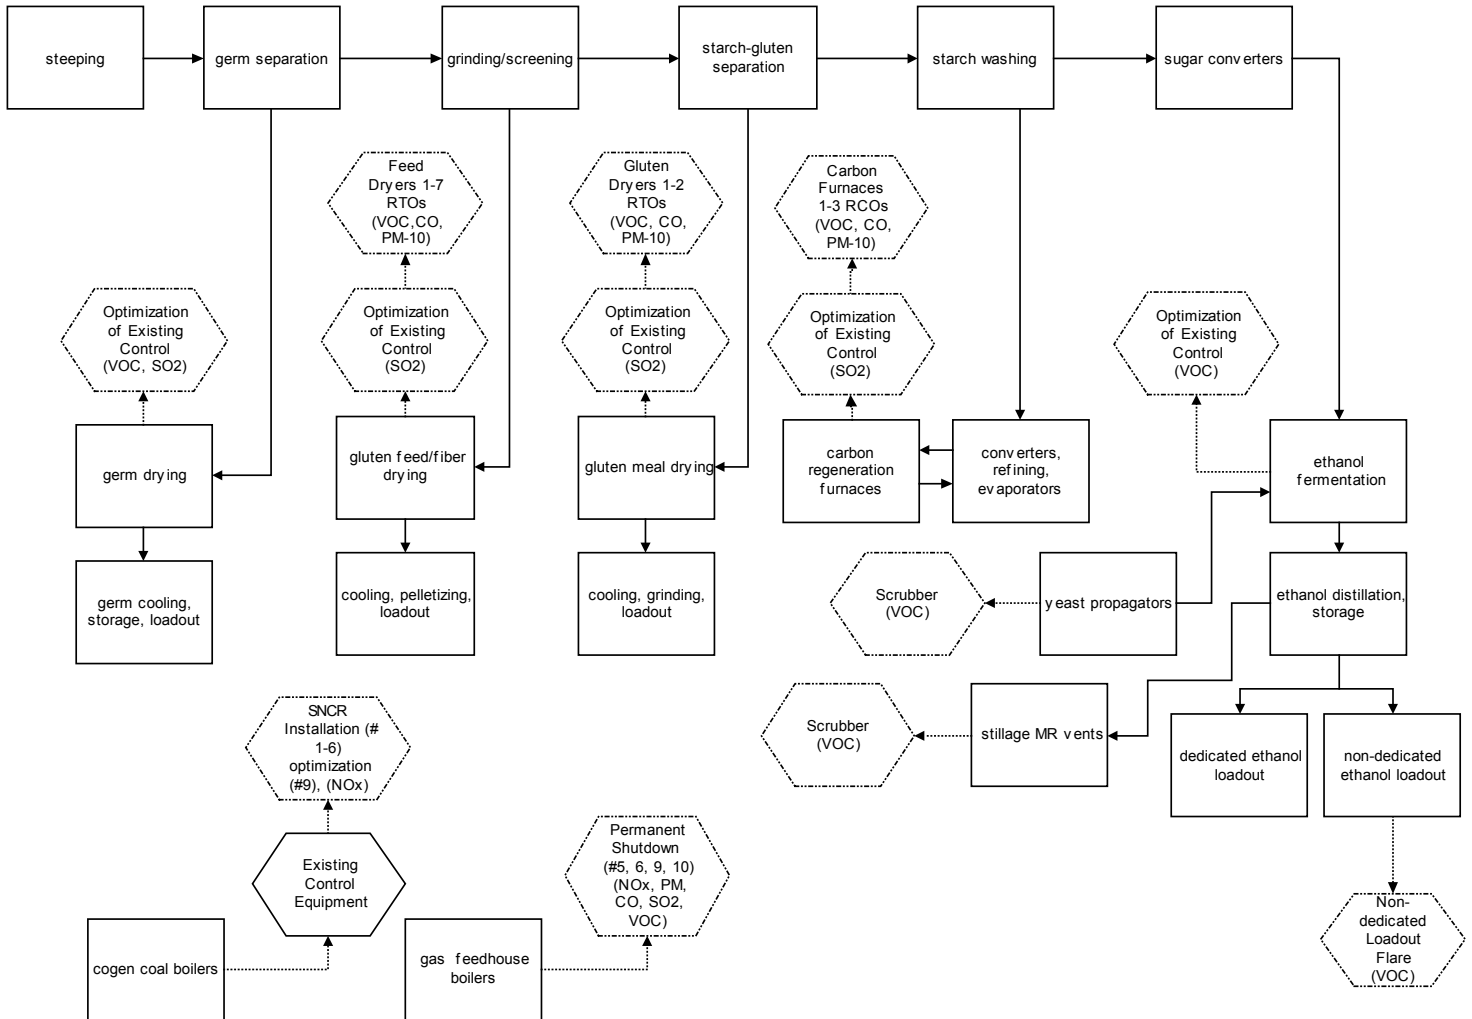 steeping
germ separation
grinding/screening
starch-gluten
separation
starch washing
sugar converters
Feed
Dryers 1-7
RTOs
(VOC,CO,
PM-10)
Gluten
Dryers 1-2
RTOs
(VOC, CO,
PM-10)
Carbon
Furnaces
1-3 RCOs
(VOC, CO,
PM-10)
Optimization
of Existing
Control
(VOC, SO2)
Optimization
of Existing
Control
(SO2)
Optimization
of Existing
Control
(SO2)
Optimization
of Existing
Control
(SO2)
Optimization
of Existing
Control
(VOC)
germ drying
gluten feed/fiber
drying
gluten meal drying
carbon
regeneration
furnaces
converters,
refining,
evaporators
ethanol
fermentation
germ cooling,
storage, loadout
cooling, pelletizing,
loadout
cooling, grinding,
loadout
Scrubber
(VOC)
yeast propagators
ethanol distillation,
storage
SNCR
Installation (#
1-6)
optimization
(#9), (NOx)
Scrubber
(VOC)
stillage MR vents
dedicated ethanol
loadout
non-dedicated
ethanol loadout
Existing
Control
Equipment
Permanent
Shutdown
(#5, 6, 9, 10)
(NOx, PM,
CO, SO2,
VOC)
Non-
dedicated
Loadout
Flare
(VOC)
cogen coal boilers
gas feedhouse
boilers